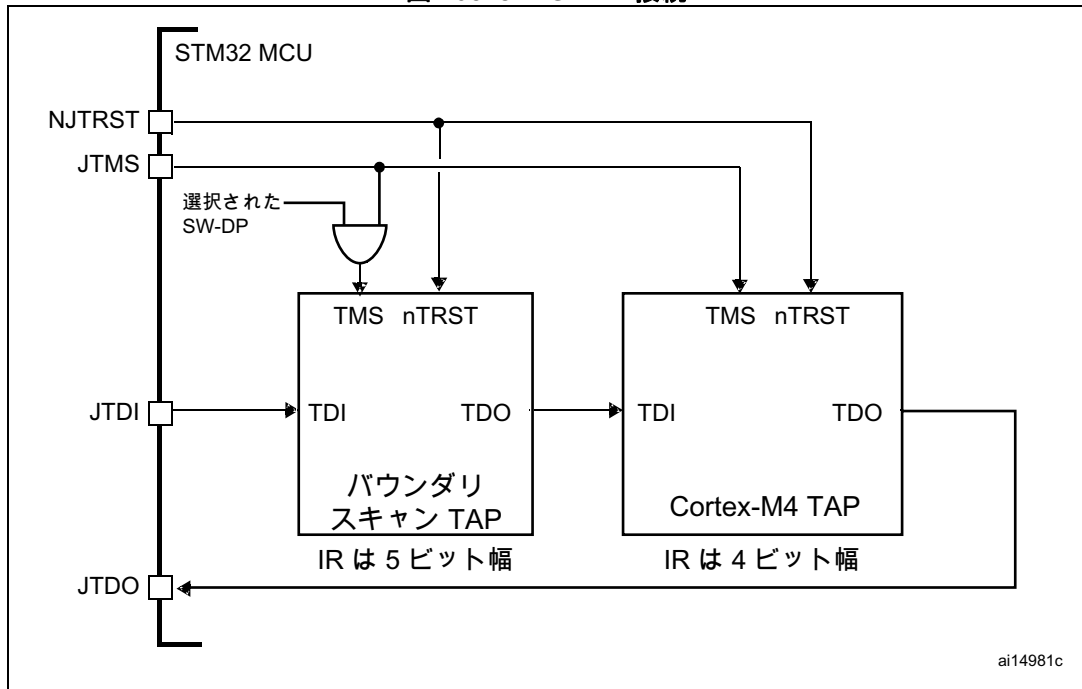 STM32 MCU
NJTRST
JTMS
選択された
SW-DP
TMS nTRST
TMS nTRST
JTDI
TDI
TDO
TDI
TDO
バウンダリ
スキャン TAP
Cortex-M4 TAP
IR は 5 ビット幅
IR は 4 ビット幅
JTDO
ai14981c